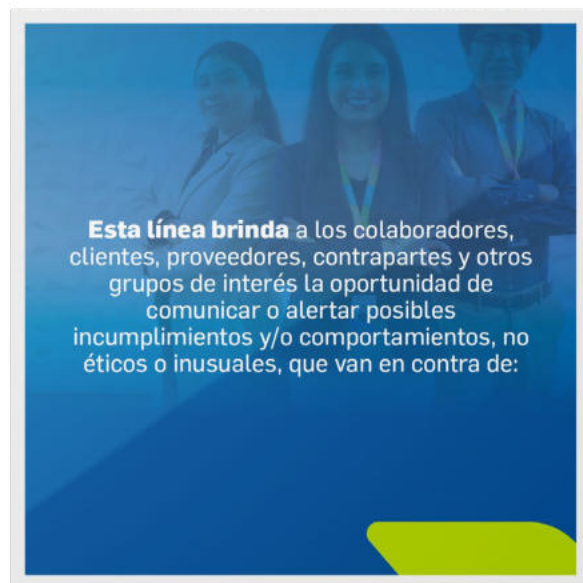 Esta línea brinda a los colaboradores,
clientes, proveedores, contrapartes y otros
grupos de interés la oportunidad de
comunicar o alertar posibles
incumplimientos y/o comportamientos, no
éticos o inusuales, que van en contra de: